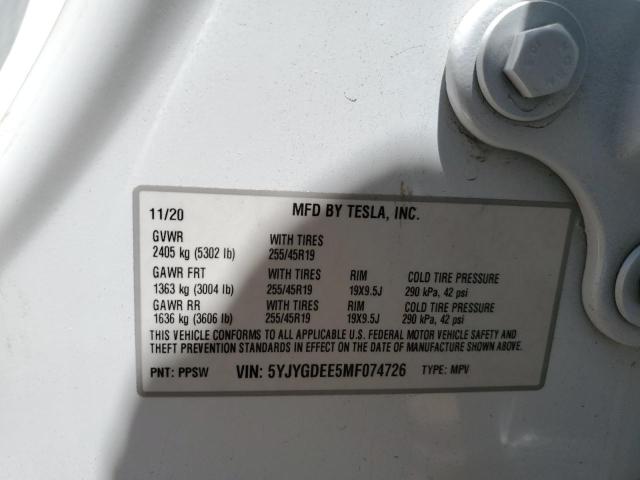 11/20 MFD BY TESLA, INC.
GVWR WITH TIRES
2405 kg (5302 lb) 255/45R19
GAWR FRT WITH TIRES RIM COLD TIRE PRESSURE
1363 kg (3004 lb) 255/45R19 19X9.5J 290 kPa, 42 psi
GAWR RR WITH TIRES RIM COLD TIRE PRESSURE
1636 kg (3606 lb) 255/45R19 19X9.5J 290 kPa, 42 psi
THIS VEHICLE CONFORMS TO ALL APPLICABLE U.S. FEDERAL MOTOR VEHICLE SAFETY AND
THEFT PREVENTION STANDARDS IN EFFECT ON THE DATE OF MANUFACTURE SHOWN ABOVE.
PNT: PPSW VIN: 5YJYGDEE5MF074726 TYPE: MPV